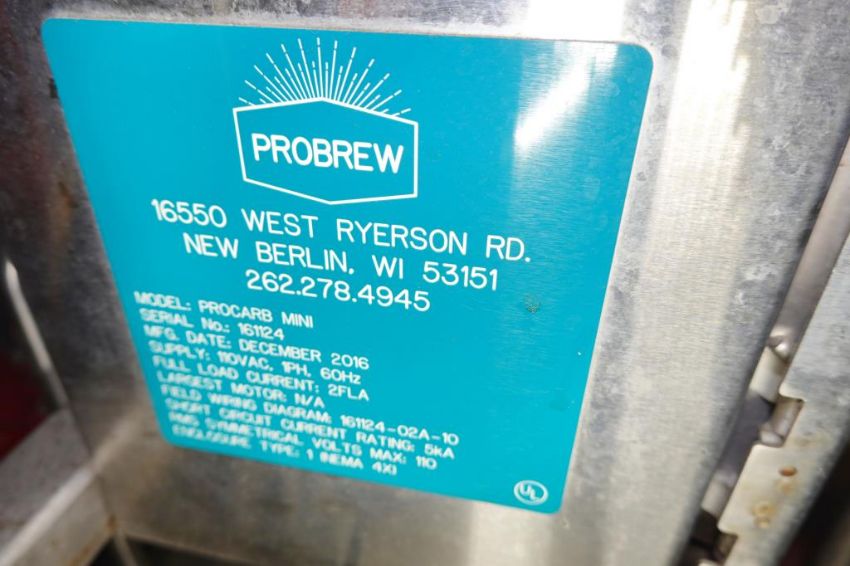 PROBREW
16550 WEST RYERSON RD.
NEW BERLIN, WI 53151
262.278.4945
MODEL: PROCARB MINI
SERIAL No.: 161124
MFG. DATE: DECEMBER 2016
SUPPLY: 110VAC, 1PH, 60Hz
FULL LOAD CURRENT: 2FLA
LARGEST MOTOR: N/A
FIELD WIRING DIAGRAM: 161124-02A-10
SHORT CIRCUIT CURRENT RATING: 5kA
RMS SYMMETRICAL VOLTS MAX: 110
ENCLOSURE TYPE: 1 (NEMA 4X)
UL